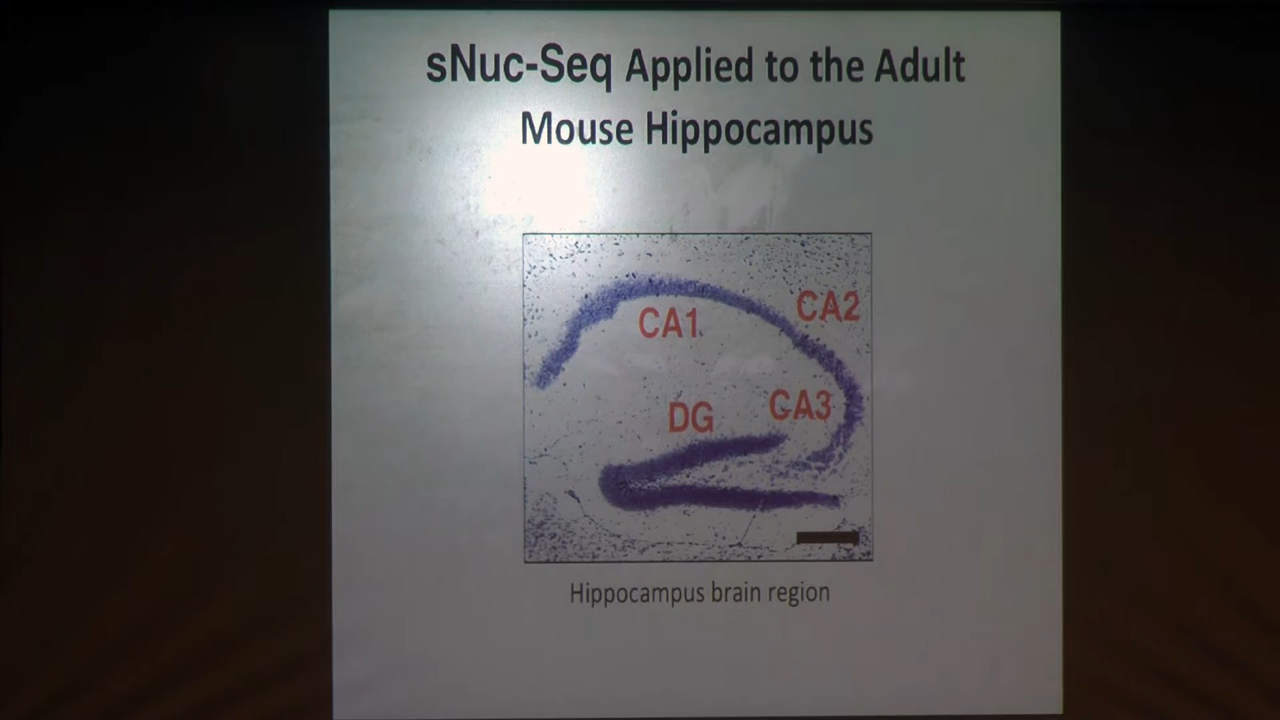 sNuc-Seq Applied to the Adult
Mouse Hippocampus
CA1
CA2
DG
CA3
Hippocampus brain region